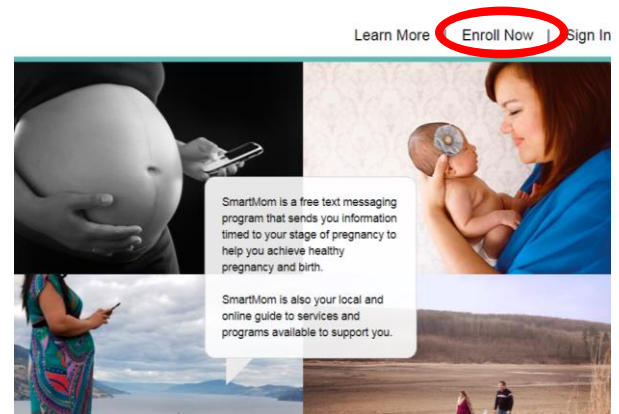 Learn More | Enroll Now | Sign In
SmartMom is a free text messaging
program that sends you information
timed to your stage of pregnancy to
help you achieve healthy
pregnancy and birth.
SmartMom is also your local and
online guide to services and
programs available to support you.